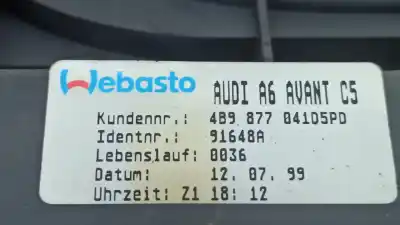 Webasto AUDI A6 AVANT C5
Kundennr.: 4B9 877 041D5PD
Identnr.: 91648A
Lebenslauf: 0036
Datum: 12. 07. 99
Uhrzeit: Z1 18: 12